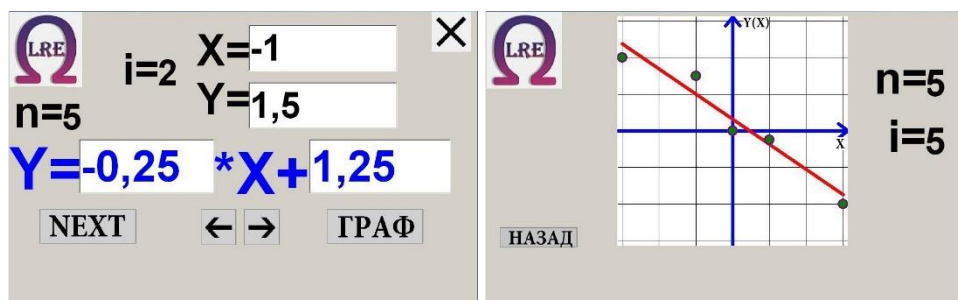 LRE
i=2
X=-1
Y=1,5
n=5
Y=-0,25 *X+1,25
NEXT
ГРАФ
LRE
Y(X)
X
n=5
i=5
НАЗАД